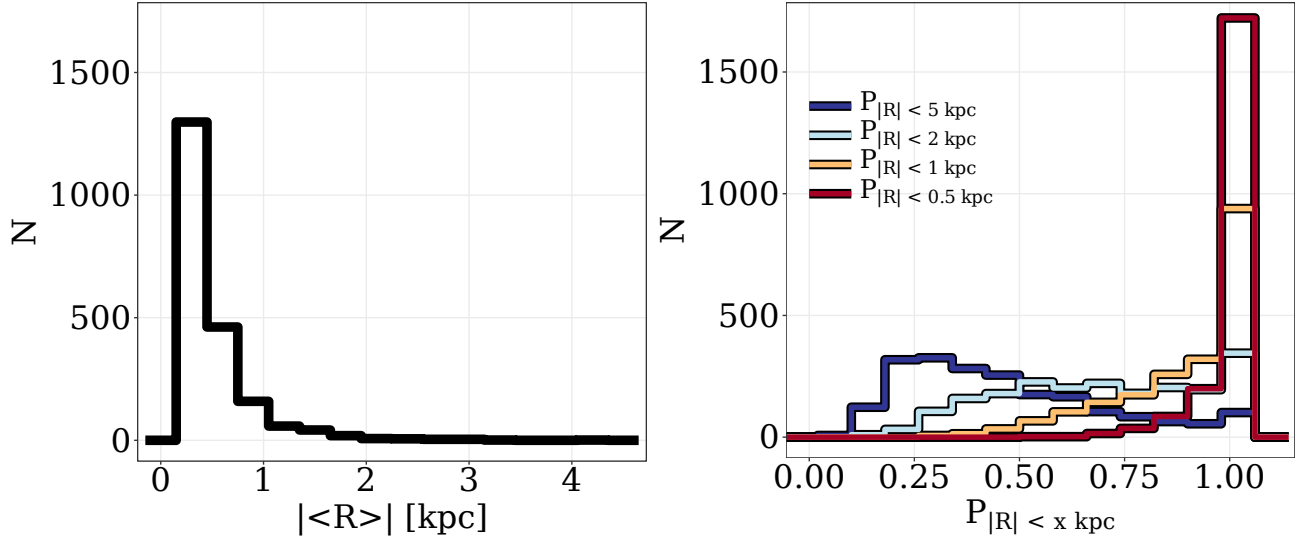 1500
1000
500
0
N
0 1 2 3 4
|<R>| [kpc]
1500
1000
500
0
N
P|R| < 5 kpc
P|R| < 2 kpc
P|R| < 1 kpc
P|R| < 0.5 kpc
0.00 0.25 0.50 0.75 1.00
P|R| < x kpc